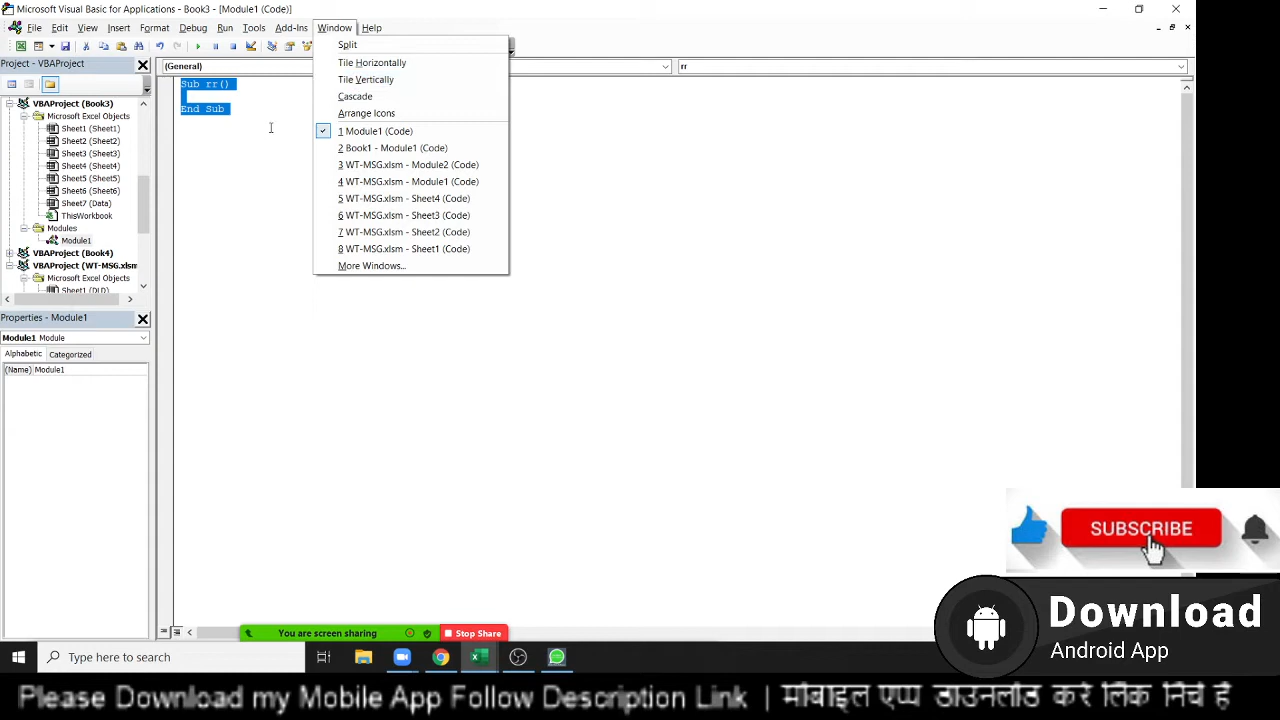 Microsoft Visual Basic for Applications - Book3 - [Module1 (Code)]
File Edit View Insert Format Debug Run Tools Add-Ins Window Help
Project - VBAProject
VBAProject (Book3)
Microsoft Excel Objects
Sheet1 (Sheet1)
Sheet2 (Sheet2)
Sheet3 (Sheet3)
Sheet4 (Sheet4)
Sheet5 (Sheet5)
Sheet6 (Sheet6)
Sheet7 (Data)
ThisWorkbook
Modules
Module1
VBAProject (Book4)
VBAProject (WT-MSG.xlsm
Microsoft Excel Objects
Sheet1 (DLD)
Properties - Module1
Module1 Module
Alphabetic Categorized
(Name) Module1
(General)
rr
Sub rr()
End Sub
Split
Tile Horizontally
Tile Vertically
Cascade
Arrange Icons
1 Module1 (Code)
2 Book1 - Module1 (Code)
3 WT-MSG.xlsm - Module2 (Code)
4 WT-MSG.xlsm - Module1 (Code)
5 WT-MSG.xlsm - Sheet4 (Code)
6 WT-MSG.xlsm - Sheet3 (Code)
7 WT-MSG.xlsm - Sheet2 (Code)
8 WT-MSG.xlsm - Sheet1 (Code)
More Windows...
SUBSCRIBE
Download
Android App
You are screen sharing
Stop Share
Type here to search
Please Download my Mobile App Follow Description Link | मोबाइल एप्प डाउनलोड करे लिंक निचे है